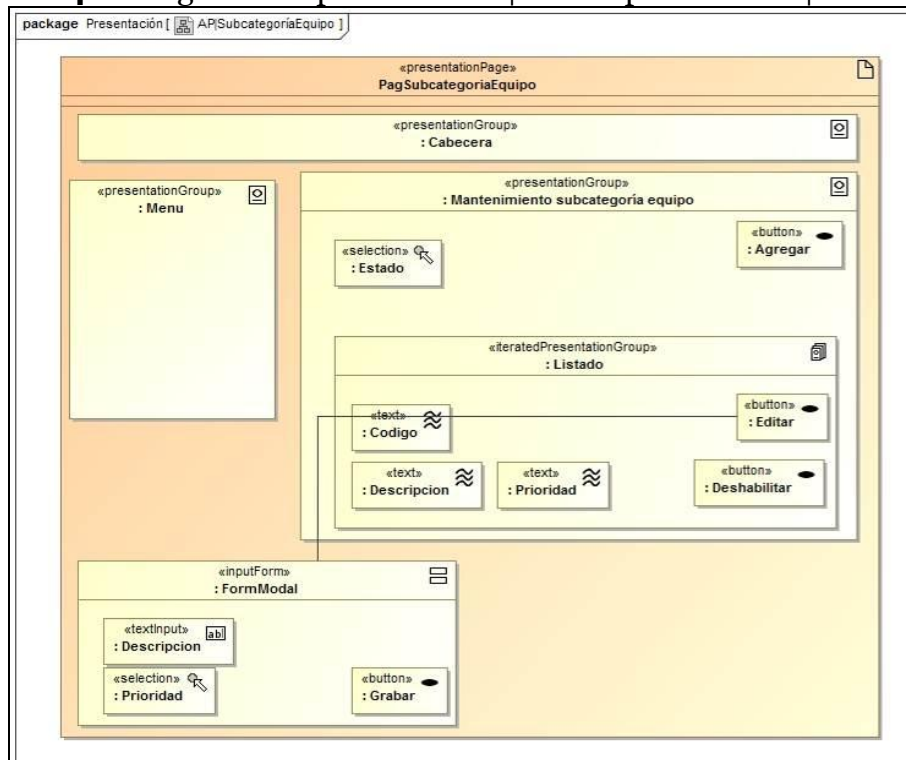 package Presentación [ AP|SubcategoríaEquipo ]
«presentationPage»
PagSubcategoriaEquipo
«presentationGroup»
: Cabecera
«presentationGroup»
: Menu
«presentationGroup»
: Mantenimiento subcategoría equipo
«selection»
: Estado
«button»
: Agregar
«iteratedPresentationGroup»
: Listado
«text»
: Codigo
«button»
: Editar
«text»
: Descripcion
«text»
: Prioridad
«button»
: Deshabilitar
«inputForm»
: FormModal
«textInput»
: Descripcion
ab|
«selection»
: Prioridad
«button»
: Grabar